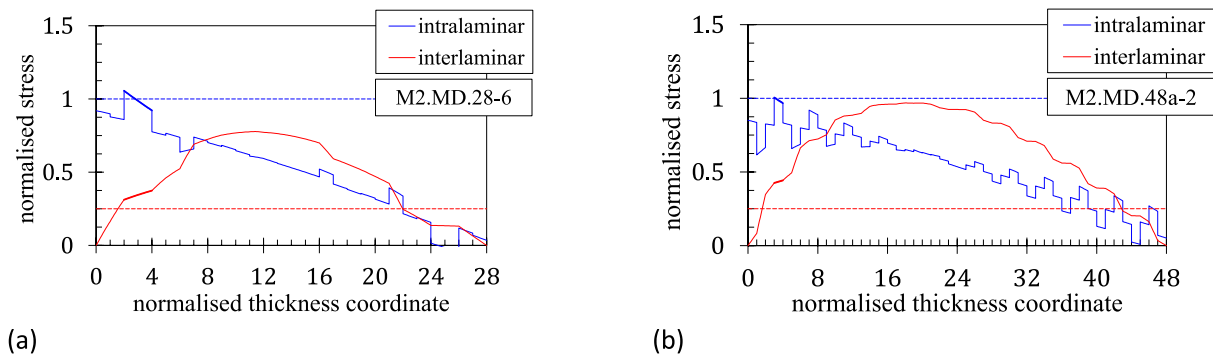 1.5
1
0.5
0
normalised stress
intralaminar
interlaminar
M2.MD.28-6
0 4 8 12 16 20 24 28
normalised thickness coordinate
(a)
1.5
1
0.5
0
normalised stress
intralaminar
interlaminar
M2.MD.48a-2
0 8 16 24 32 40 48
normalised thickness coordinate
(b)